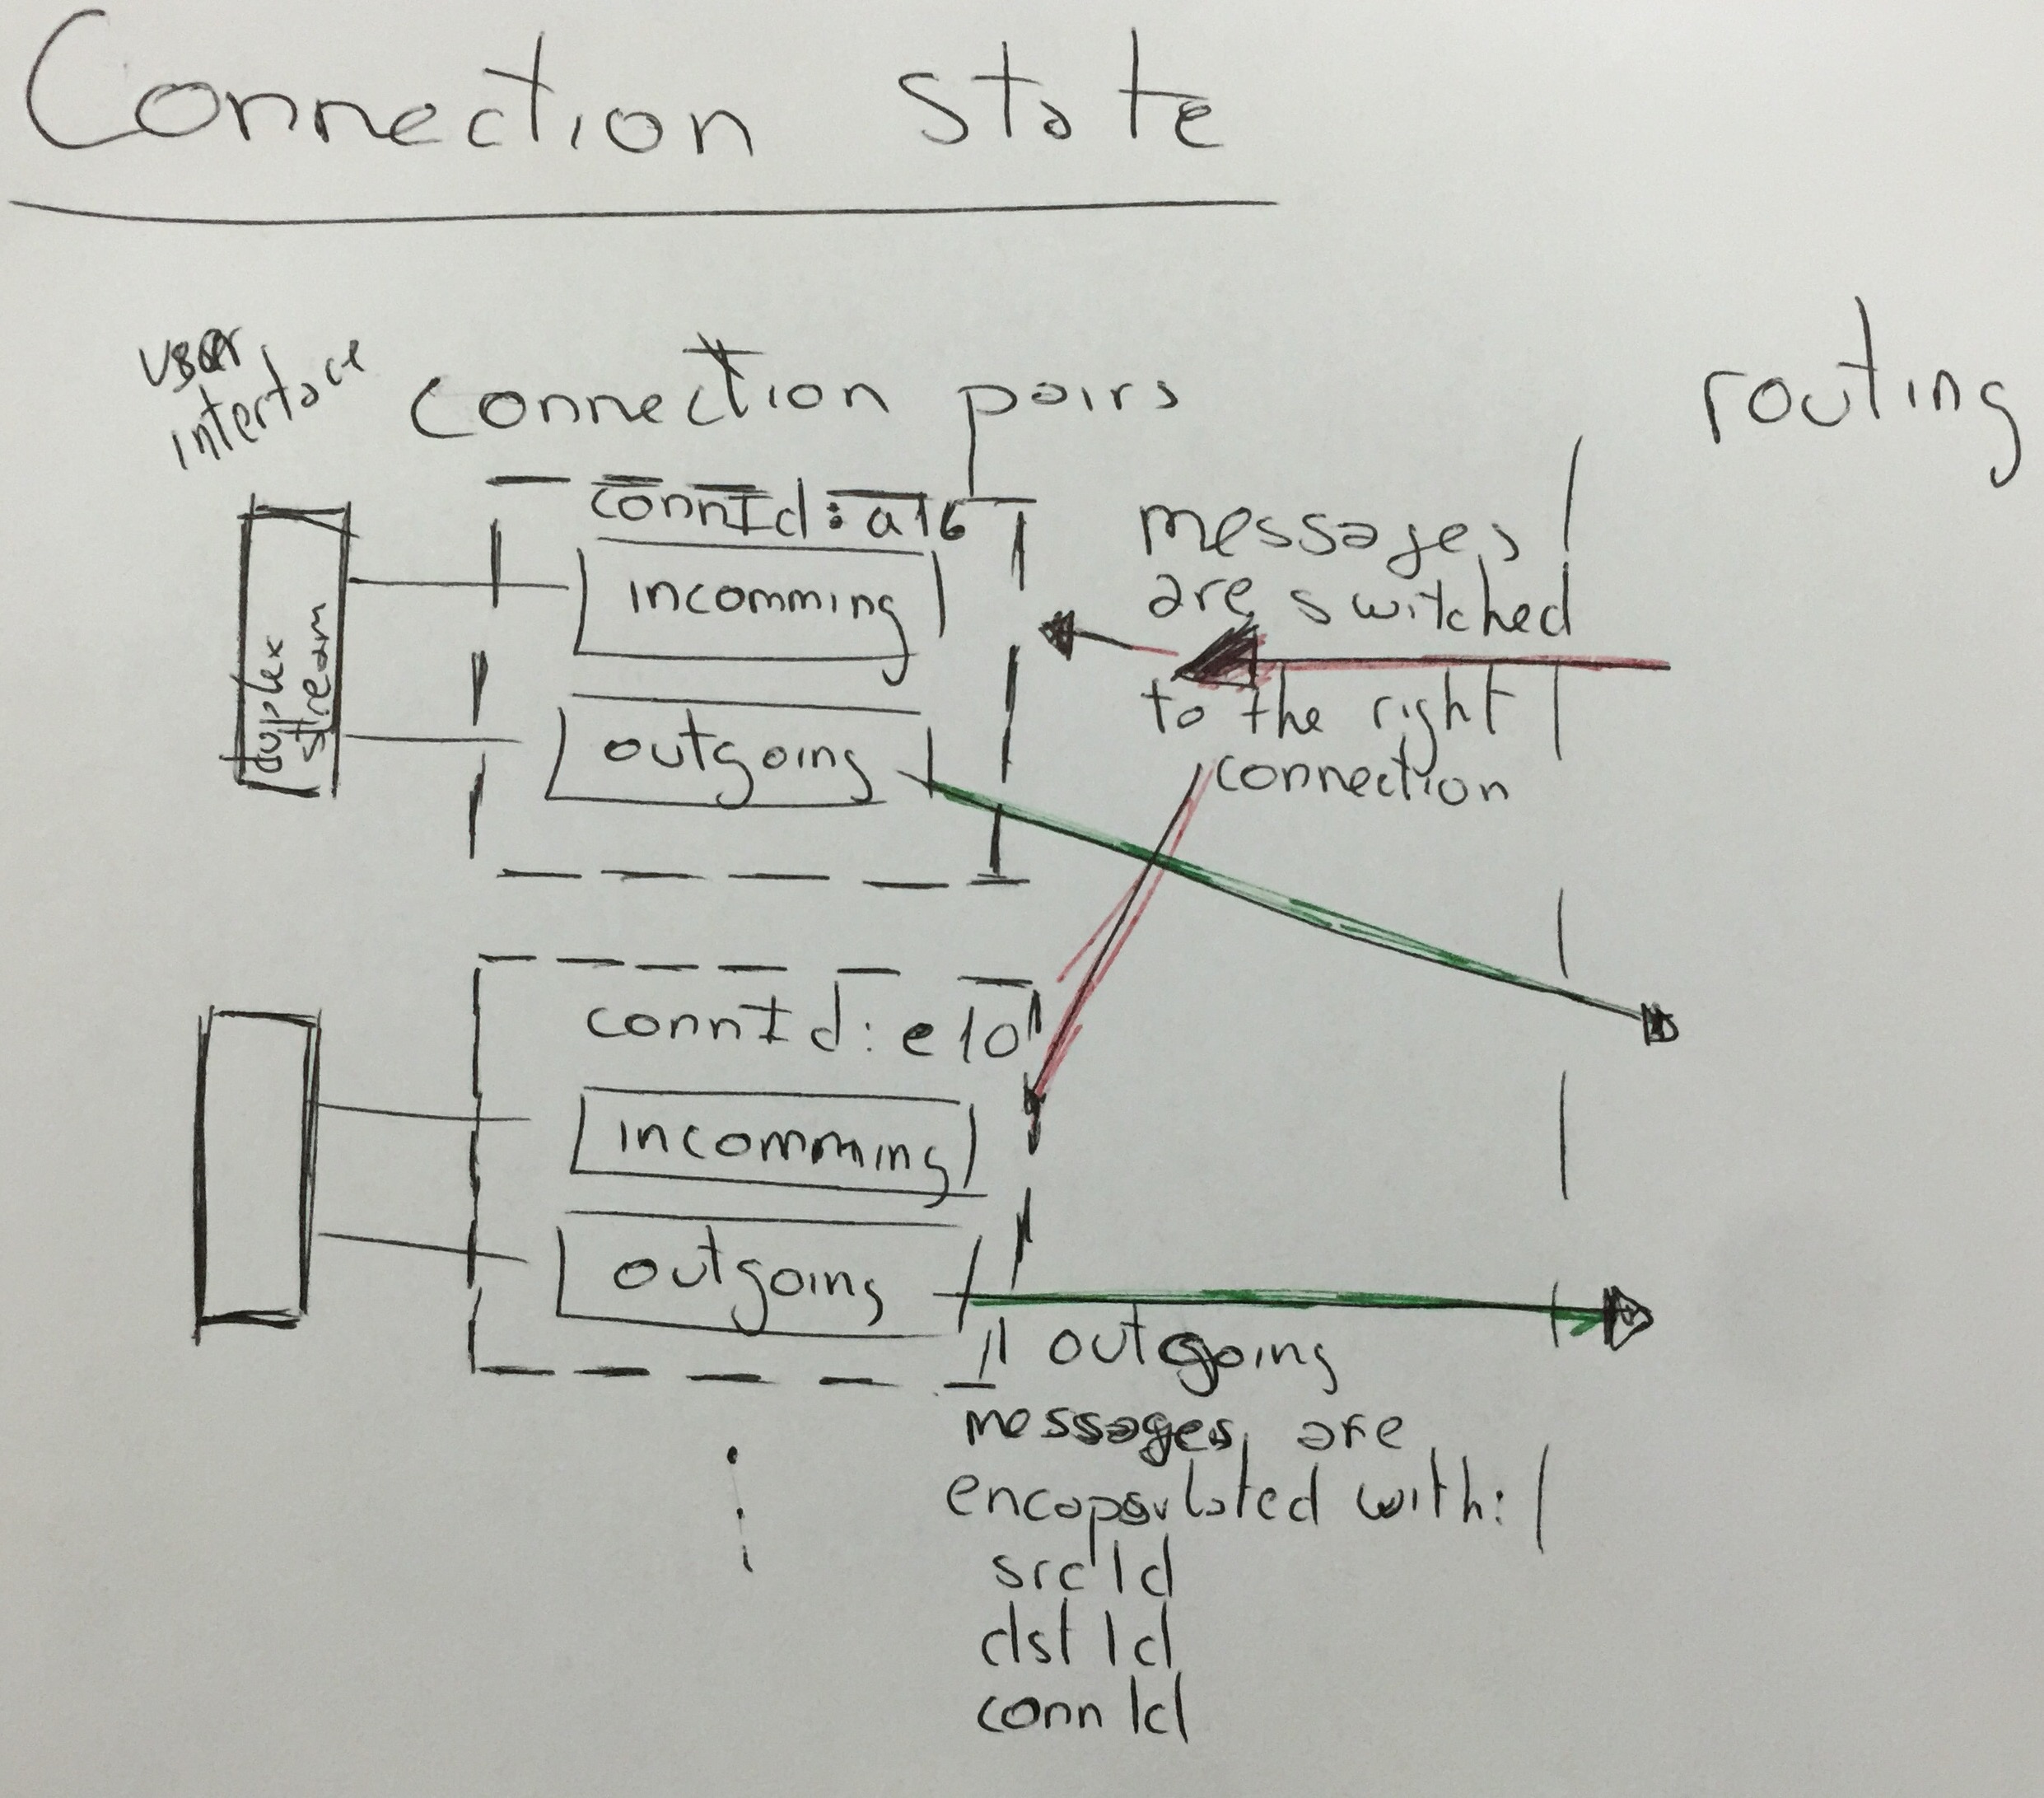 Connection state
user
interface
connection pairs
routing
connId: a16
incomming
outgoing
duplex
stream
messages
are switched
to the right
connection
connId: e10
incomming
outgoing
outgoing
messages are
encapsulated with:
srcId
dstId
connId